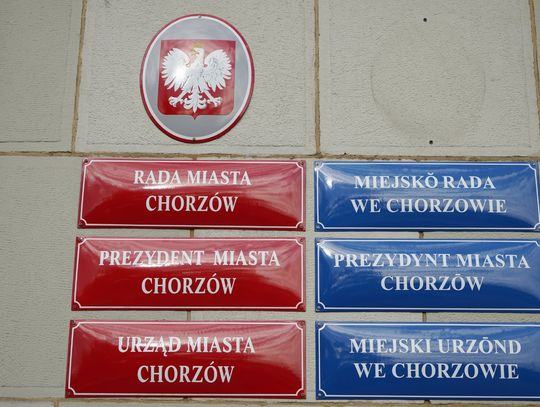 RADA MIASTA
CHORZÓW
MIEJSKŎ RADA
WE CHORZOWIE
PREZYDENT MIASTA
CHORZÓW
PREZYDYNT MIASTA
CHORZŌW
URZĄD MIASTA
CHORZÓW
MIEJSKI URZŌND
WE CHORZOWIE